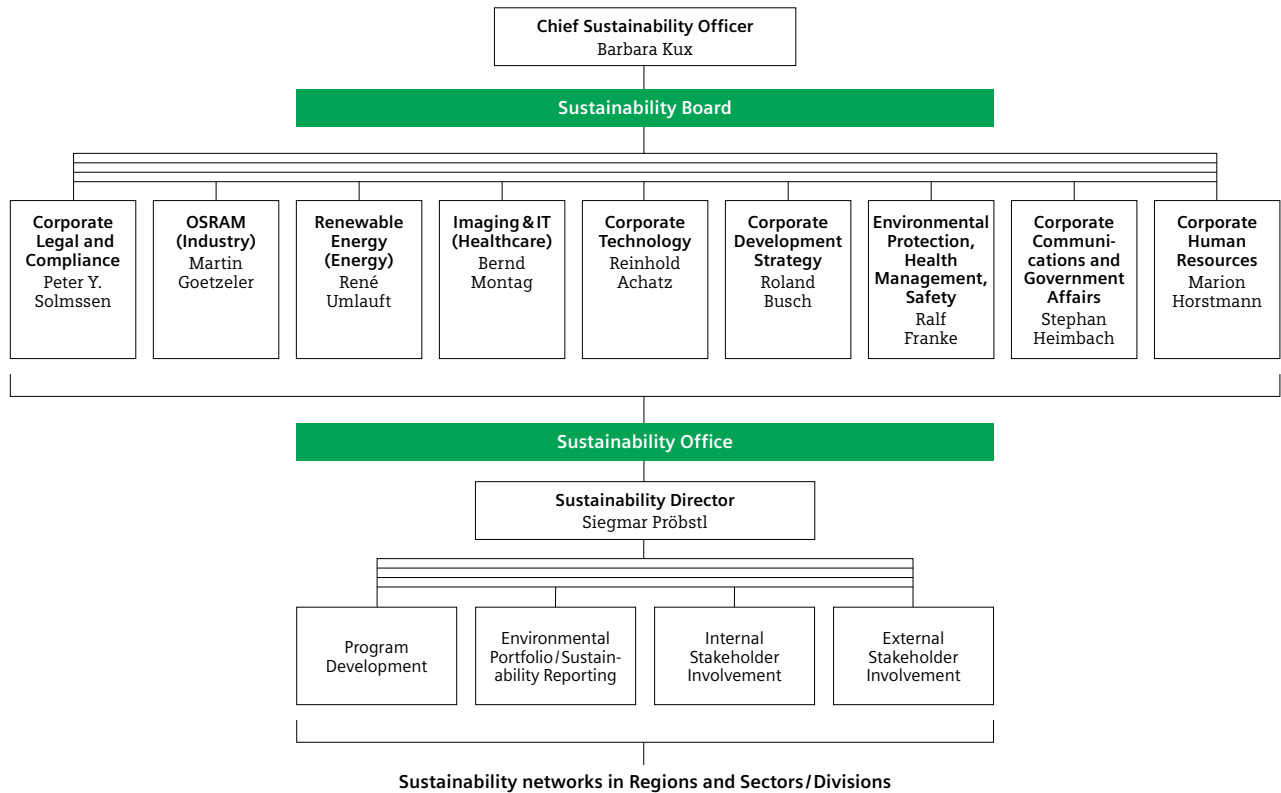 Chief Sustainability Officer
Barbara Kux
Sustainability Board
Corporate
Legal and
Compliance
Peter Y.
Solmssen
OSRAM
(Industry)
Martin
Goetzeler
Renewable
Energy
(Energy)
René
Umlauft
Imaging & IT
(Healthcare)
Bernd
Montag
Corporate
Technology
Reinhold
Achatz
Corporate
Development
Strategy
Roland
Busch
Environmental
Protection,
Health
Management,
Safety
Ralf
Franke
Corporate
Communi-
cations and
Government
Affairs
Stephan
Heimbach
Corporate
Human
Resources
Marion
Horstmann
Sustainability Office
Sustainability Director
Siegmar Pröbstl
Program
Development
Environmental
Portfolio/Sustain-
ability Reporting
Internal
Stakeholder
Involvement
External
Stakeholder
Involvement
Sustainability networks in Regions and Sectors/Divisions